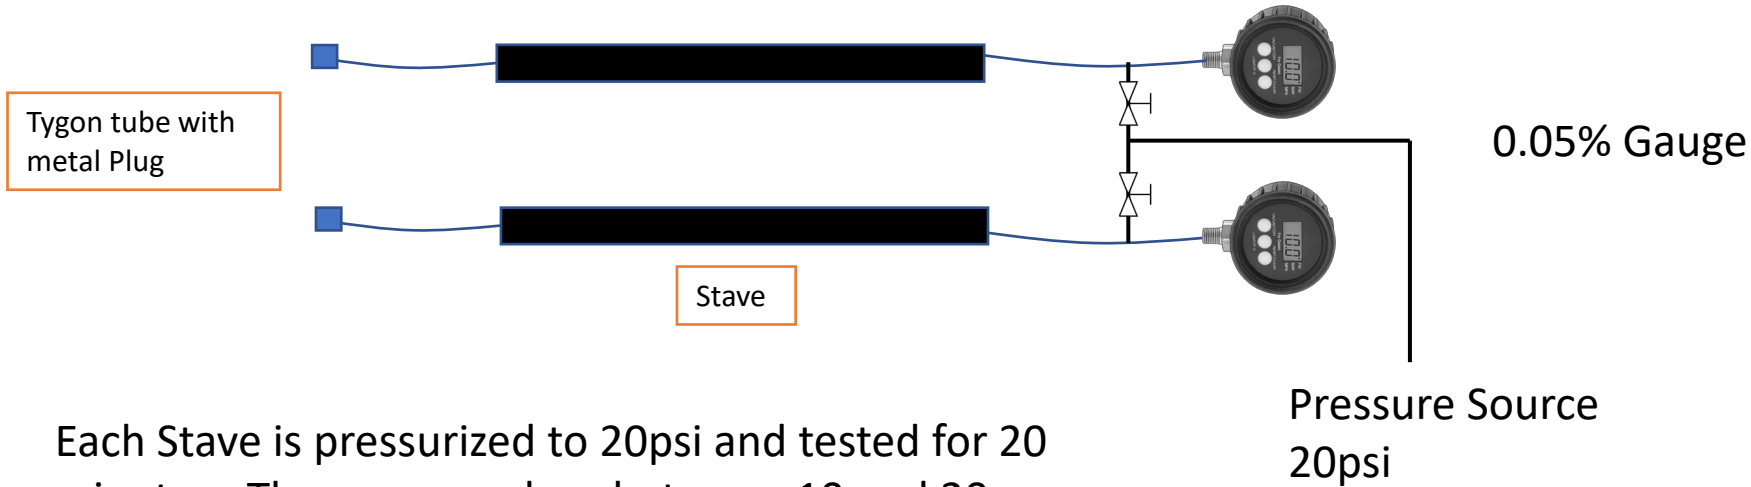 Tygon tube with
metal Plug
0.05% Gauge
Stave
Pressure Source
20psi
Each Stave is pressurized to 20psi and tested for 20